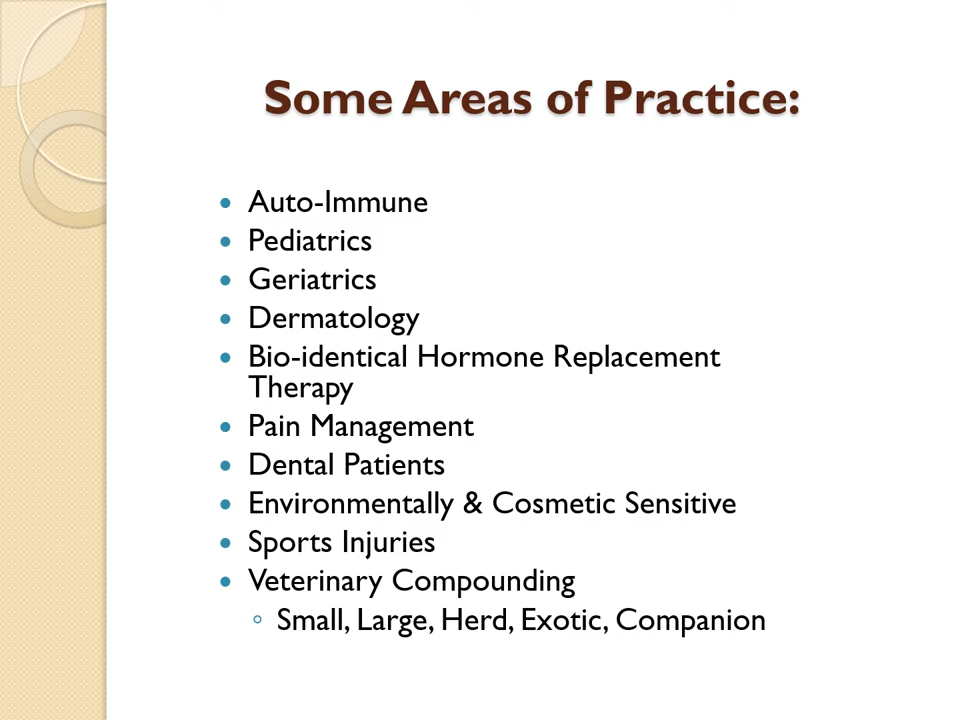 Some Areas of Practice:
• Auto-Immune
• Pediatrics
• Geriatrics
• Dermatology
• Bio-identical Hormone Replacement
Therapy
• Pain Management
• Dental Patients
• Environmentally & Cosmetic Sensitive
• Sports Injuries
• Veterinary Compounding
◦ Small, Large, Herd, Exotic, Companion